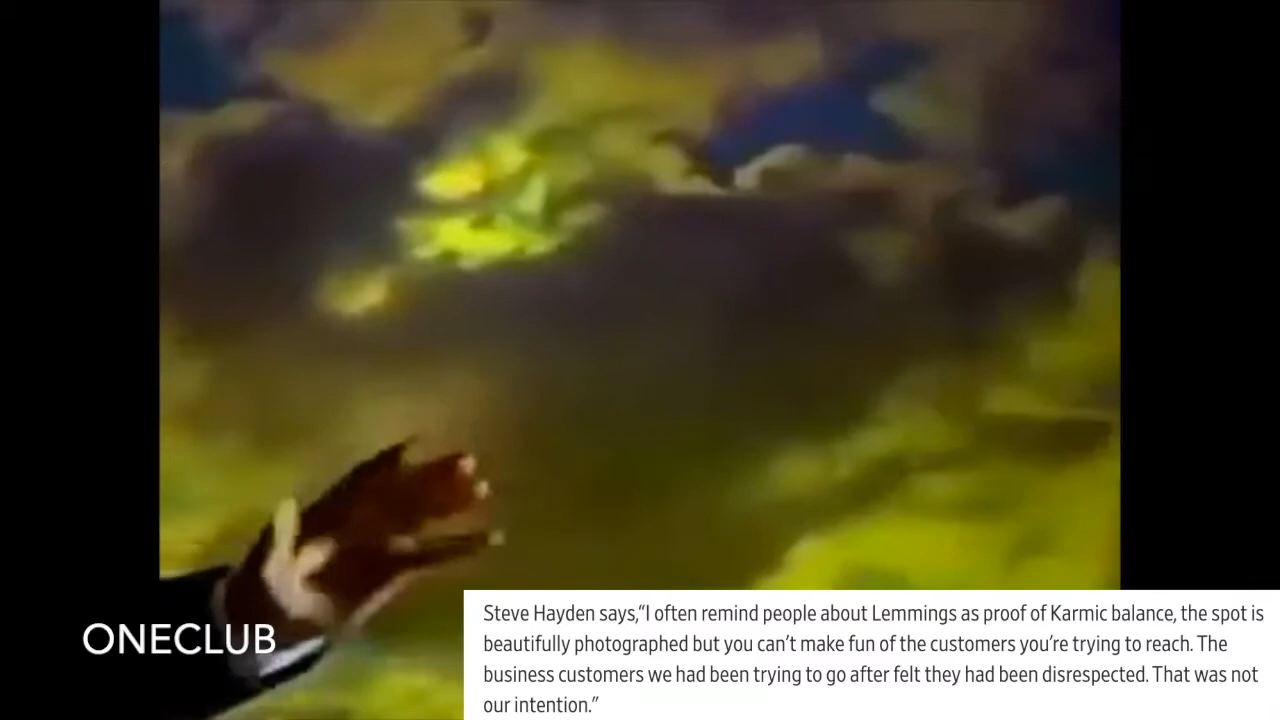 ONECLUB
Steve Hayden says,“I often remind people about Lemmings as proof of Karmic balance, the spot is
beautifully photographed but you can’t make fun of the customers you’re trying to reach. The
business customers we had been trying to go after felt they had been disrespected. That was not
our intention.”